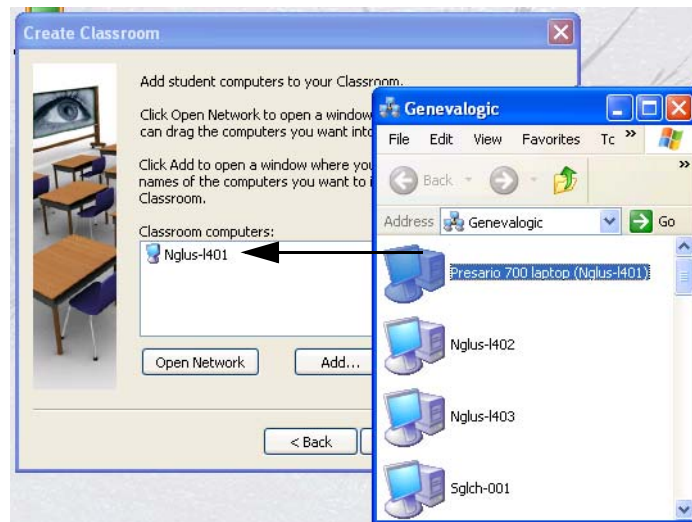 Create Classroom
Add student computers to your Classroom.
Click Open Network to open a window
can drag the computers you want into
Click Add to open a window where you
names of the computers you want to
Classroom.
Classroom computers:
Nglus-l401
Open Network
Add...
< Back
Genevalogic
File Edit View Favorites »
Back
»
Address Genevalogic Go
Presario 700 laptop (Nglus-l401)
Nglus-l402
Nglus-l403
Sglch-001